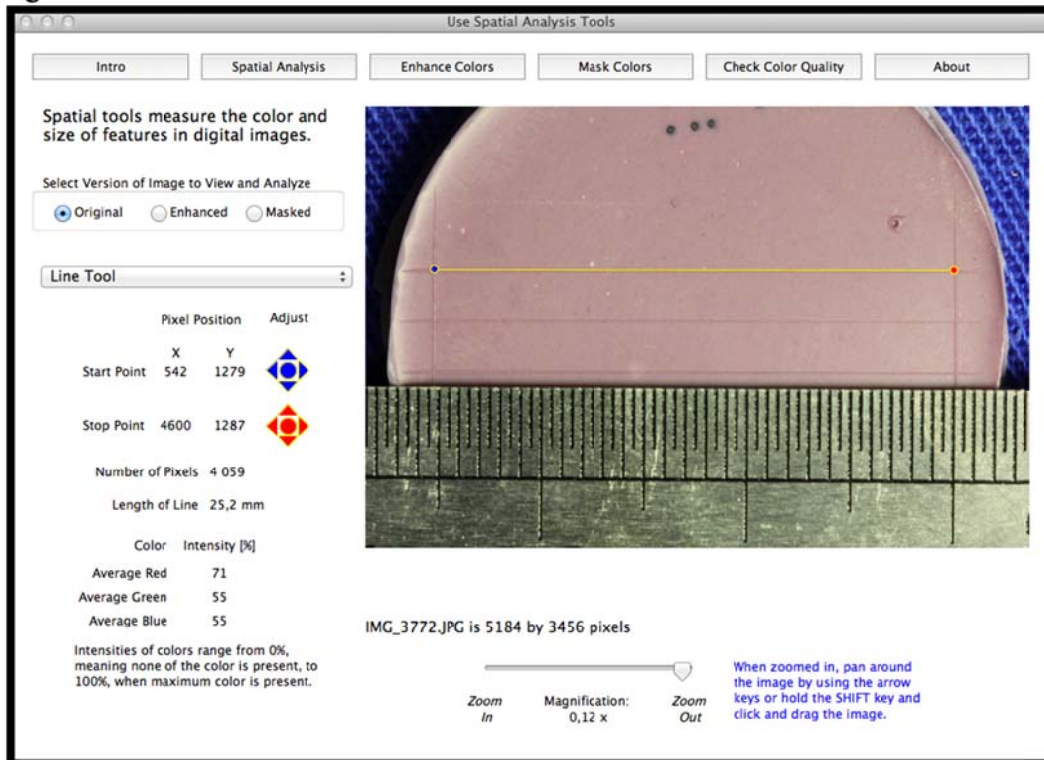 Use Spatial Analysis Tools
Intro Spatial Analysis Enhance Colors Mask Colors Check Color Quality About
Spatial tools measure the color and
size of features in digital images.
Select Version of Image to View and Analyze
Original Enhanced Masked
Line Tool
Pixel Position Adjust
X Y
Start Point 542 1279
Stop Point 4600 1287
Number of Pixels 4 059
Length of Line 25,2 mm
Color Intensity [%]
Average Red 71
Average Green 55
Average Blue 55
Intensities of colors range from 0%,
meaning none of the color is present, to
100%, when maximum color is present.
IMG_3772.JPG is 5184 by 3456 pixels
Zoom Magnification: Zoom
In 0,12 x Out
When zoomed in, pan around
the image by using the arrow
keys or hold the SHIFT key and
click and drag the image.